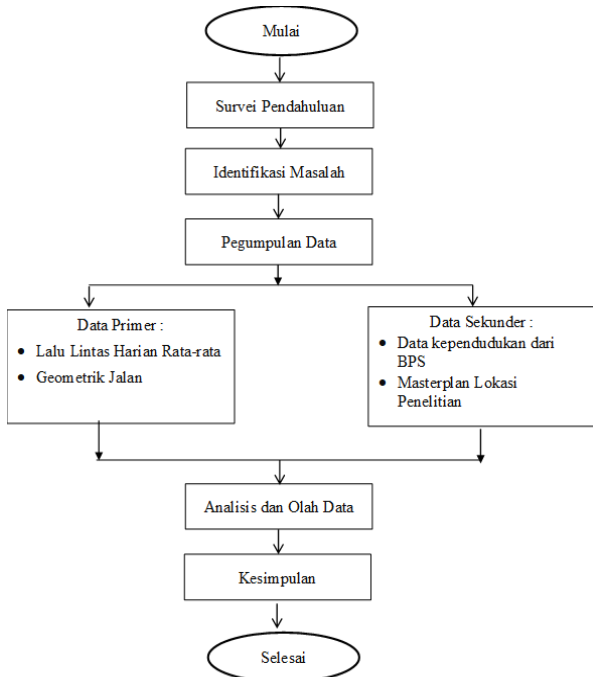 Mulai
Survei Pendahuluan
Identifikasi Masalah
Pegumpulan Data
Data Primer :
• Lalu Lintas Harian Rata-rata
• Geometrik Jalan
Data Sekunder :
• Data kependudukan dari
BPS
• Masterplan Lokasi
Penelitian
Analisis dan Olah Data
Kesimpulan
Selesai